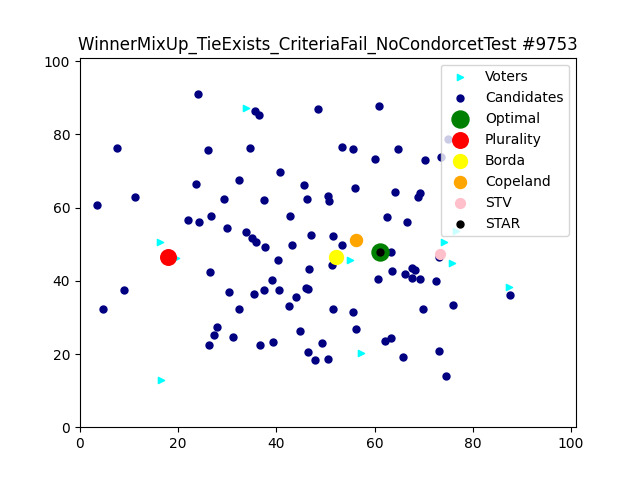 WinnerMixUp_TieExists_CriteriaFail_NoCondorcetTest #9753
100
80
60
40
20
0
0 20 40 60 80 100
Voters
Candidates
Optimal
Plurality
Borda
Copeland
STV
STAR